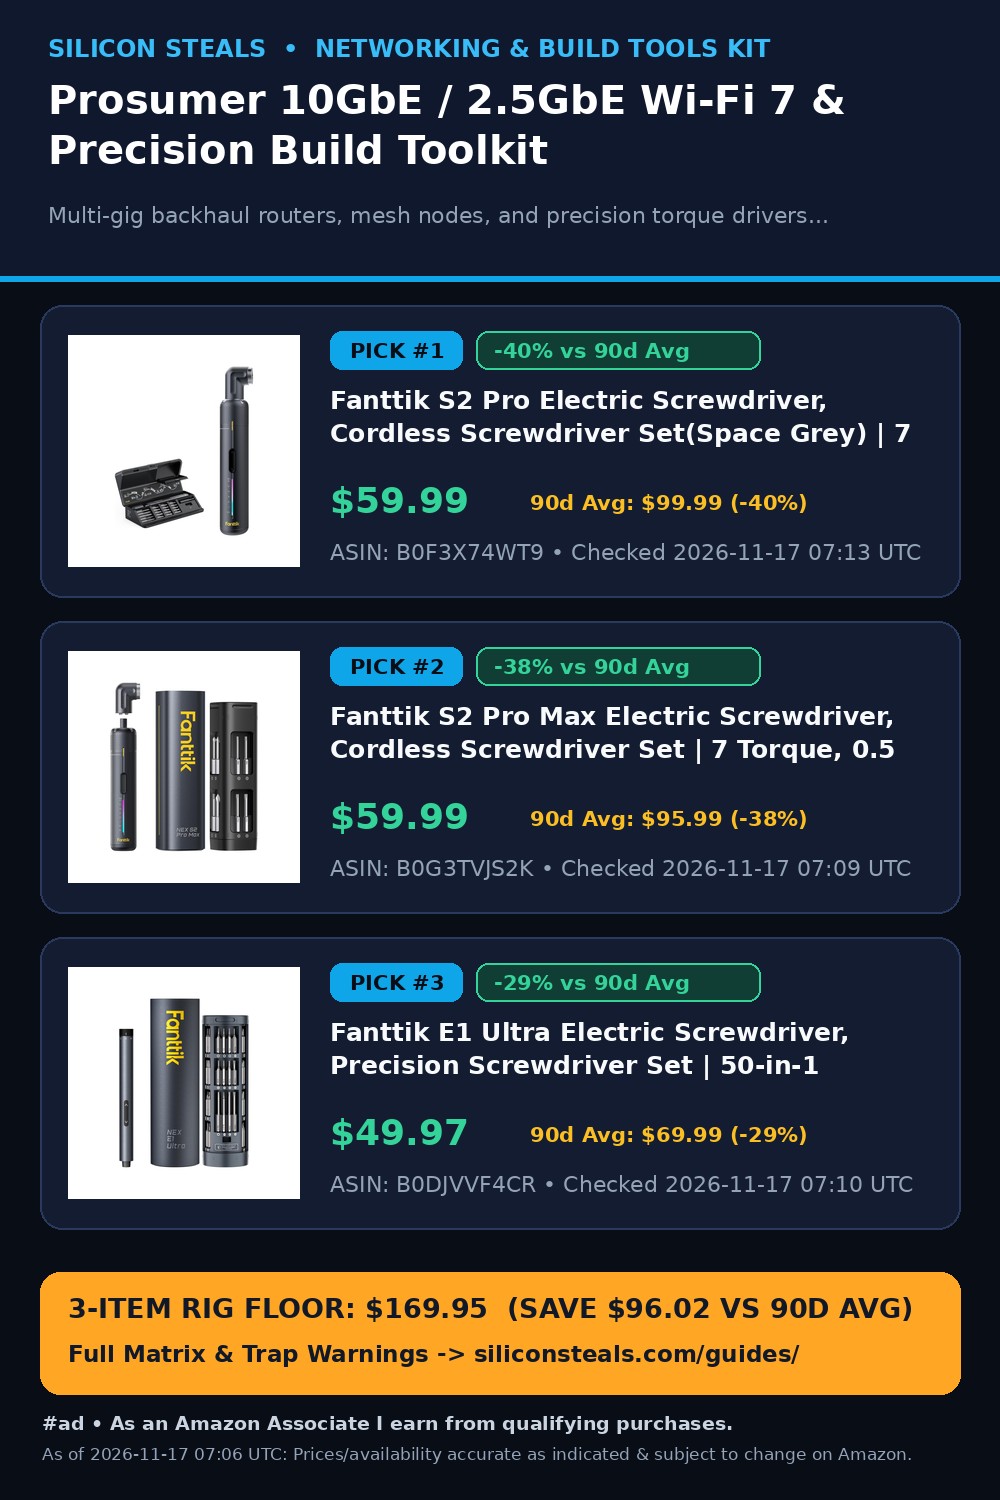 SILICON STEALS • NETWORKING & BUILD TOOLS KIT
Prosumer 10GbE / 2.5GbE Wi-Fi 7 &
Precision Build Toolkit
Multi-gig backhaul routers, mesh nodes, and precision torque drivers...
PICK #1
-40% vs 90d Avg
Fanttik S2 Pro Electric Screwdriver,
Cordless Screwdriver Set(Space Grey) | 7
$59.99
90d Avg: $99.99 (-40%)
ASIN: B0F3X74WT9 • Checked 2026-11-17 07:13 UTC
Fanttik
PICK #2
-38% vs 90d Avg
Fanttik S2 Pro Max Electric Screwdriver,
Cordless Screwdriver Set | 7 Torque, 0.5
$59.99
90d Avg: $95.99 (-38%)
ASIN: B0G3TVJS2K • Checked 2026-11-17 07:09 UTC
Fanttik
Fanttik
NEX S2
Pro Max
PICK #3
-29% vs 90d Avg
Fanttik E1 Ultra Electric Screwdriver,
Precision Screwdriver Set | 50-in-1
$49.97
90d Avg: $69.99 (-29%)
ASIN: B0DJVVF4CR • Checked 2026-11-17 07:10 UTC
Fanttik
NEX
E1
Ultra
3-ITEM RIG FLOOR: $169.95 (SAVE $96.02 VS 90D AVG)
Full Matrix & Trap Warnings -> siliconsteals.com/guides/
#ad • As an Amazon Associate I earn from qualifying purchases.
As of 2026-11-17 07:06 UTC: Prices/availability accurate as indicated & subject to change on Amazon.